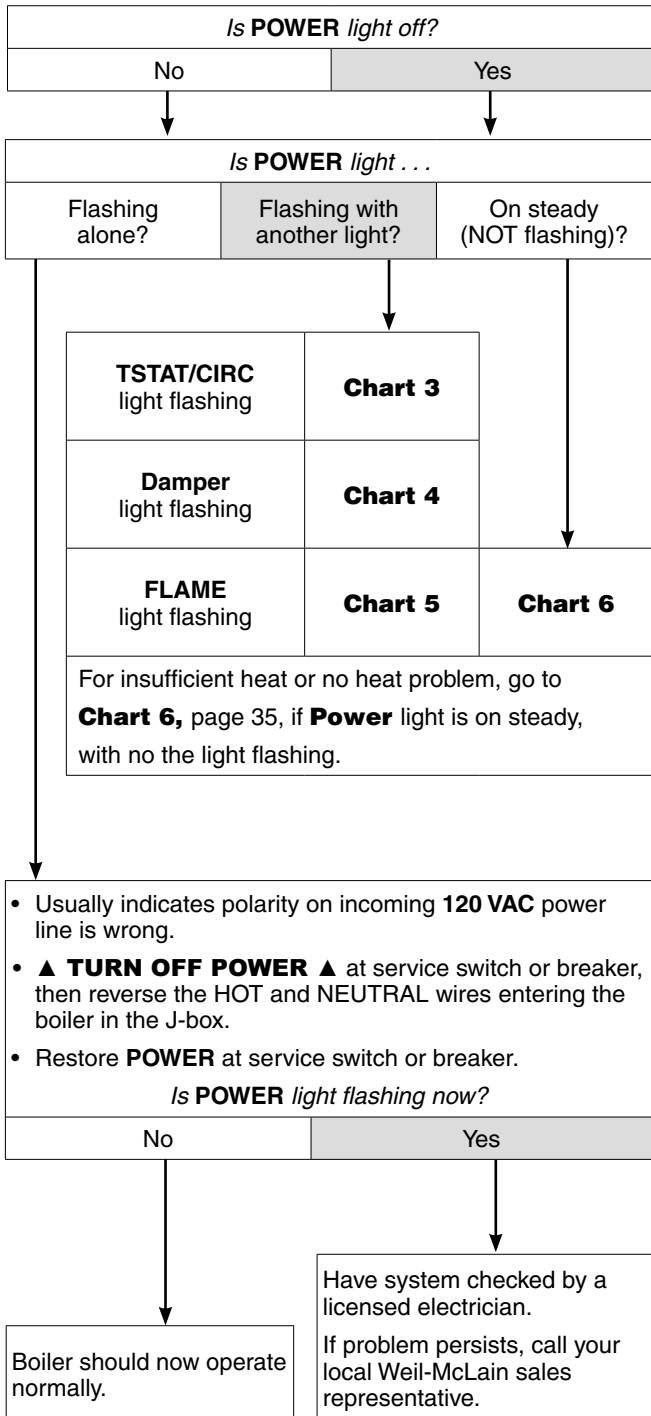 Is POWER light off?
No
Yes
Is POWER light . . .
Flashing
alone?
Flashing with
another light?
On steady
(NOT flashing)?
TSTAT/CIRC
light flashing
Chart 3
Damper
light flashing
Chart 4
FLAME
light flashing
Chart 5
Chart 6
For insufficient heat or no heat problem, go to
Chart 6, page 35, if Power light is on steady,
with no the light flashing.
• Usually indicates polarity on incoming 120 VAC power
line is wrong.
• ▲ TURN OFF POWER ▲ at service switch or breaker,
then reverse the HOT and NEUTRAL wires entering the
boiler in the J-box.
• Restore POWER at service switch or breaker.
Is POWER light flashing now?
No
Yes
Boiler should now operate
normally.
Have system checked by a
licensed electrician.
If problem persists, call your
local Weil-McLain sales
representative.